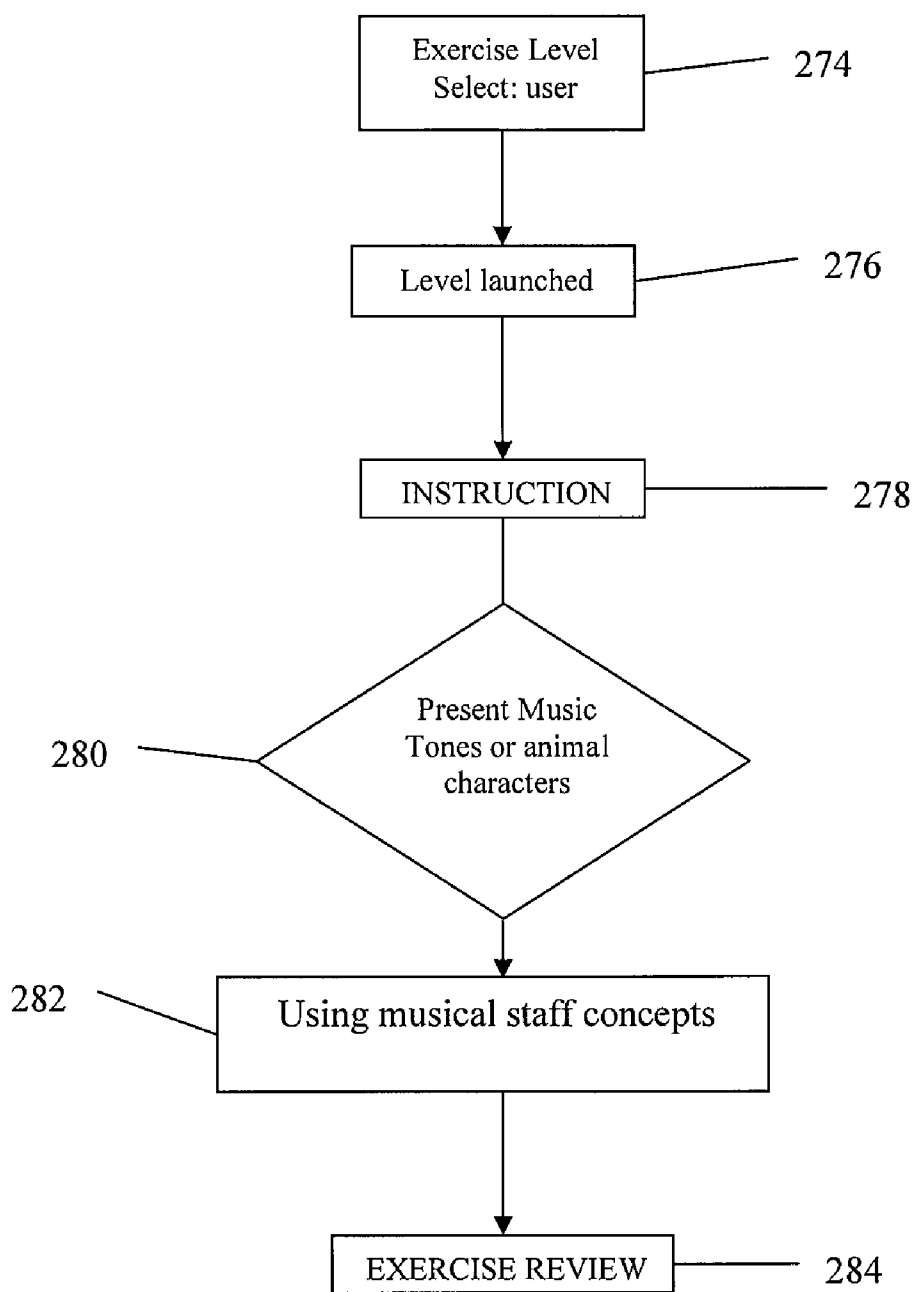 Exercise Level
Select: user
274
Level launched
276
INSTRUCTION
278
Present Music
Tones or animal
characters
280
282
Using musical staff concepts
EXERCISE REVIEW
284